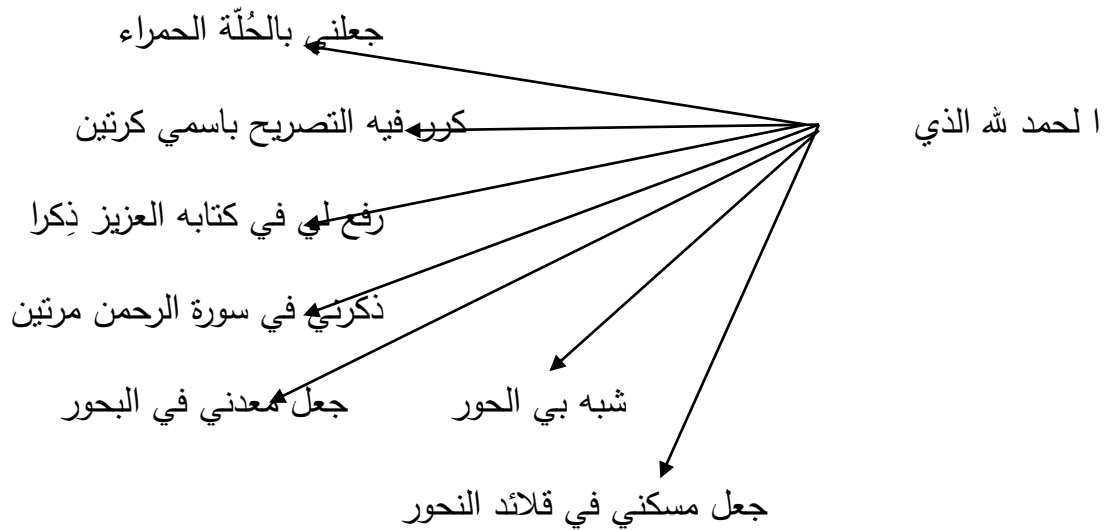 جعلني بالحُلّة الحمراء
ا لحمد لله الذي
كرر فيه التصريح باسمي كرتين
رفع لي في كتابه العزيز ذِكرا
ذكرني في سورة الرحمن مرتين
شبه بي الحور
جعل معدني في البحور
جعل مسكني في قلائد النحور